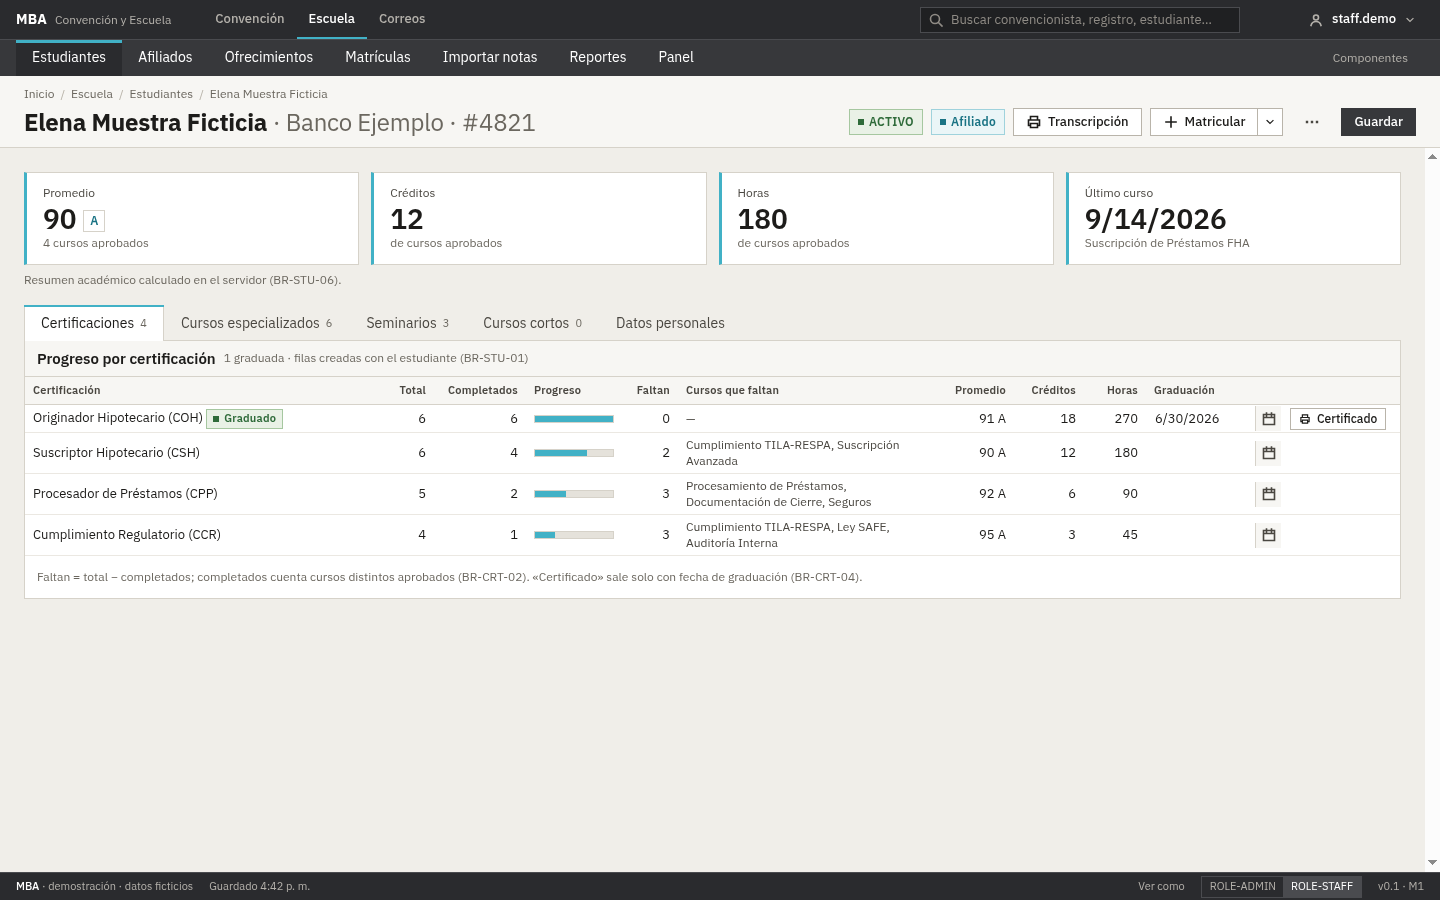 MBA Convención y Escuela Convención Escuela Correos Buscar convencionista, registro, estudiante... staff.demo
Estudiantes Afiliados Ofrecimientos Matrículas Importar notas Reportes Panel Componentes
Inicio / Escuela / Estudiantes / Elena Muestra Ficticia
Elena Muestra Ficticia · Banco Ejemplo · #4821 ACTIVO Afiliado Transcripción Matricular Guardar
Promedio Créditos Horas Último curso
90 A 12 180 9/14/2026
4 cursos aprobados de cursos aprobados de cursos aprobados Suscripción de Préstamos FHA
Resumen académico calculado en el servidor (BR-STU-06).
Certificaciones 4 Cursos especializados 6 Seminarios 3 Cursos cortos 0 Datos personales
Progreso por certificación 1 graduada · filas creadas con el estudiante (BR-STU-01)
Certificación Total Completados Progreso Faltan Cursos que faltan Promedio Créditos Horas Graduación
Originador Hipotecario (COH) Graduado 6 6 0 — 91 A 18 270 6/30/2026 Certificado
Suscriptor Hipotecario (CSH) 6 4 2 Cumplimiento TILA-RESPA, Suscripción 90 A 12 180
Avanzada
Procesador de Préstamos (CPP) 5 2 3 Procesamiento de Préstamos, 92 A 6 90
Documentación de Cierre, Seguros
Cumplimiento Regulatorio (CCR) 4 1 3 Cumplimiento TILA-RESPA, Ley SAFE, 95 A 3 45
Auditoría Interna
Faltan = total − completados; completados cuenta cursos distintos aprobados (BR-CRT-02). «Certificado» sale solo con fecha de graduación (BR-CRT-04).
MBA · demostración · datos ficticios Guardado 4:42 p. m. Ver como ROLE-ADMIN ROLE-STAFF v0.1 · M1